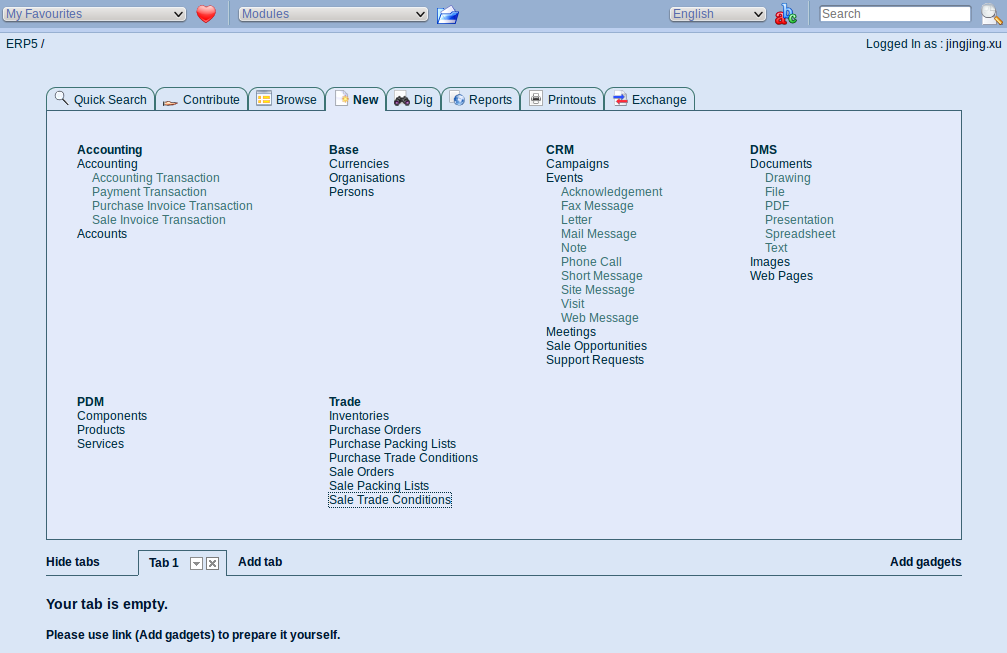 My Favourites Modules English Search
ERP5 / Logged In as : jingjing.xu
Quick Search Contribute Browse New Dig Reports Printouts Exchange
Accounting
Accounting
Accounting Transaction
Payment Transaction
Purchase Invoice Transaction
Sale Invoice Transaction
Accounts
Base
Currencies
Organisations
Persons
CRM
Campaigns
Events
Acknowledgement
Fax Message
Letter
Mail Message
Note
Phone Call
Short Message
Site Message
Visit
Web Message
Meetings
Sale Opportunities
Support Requests
DMS
Documents
Drawing
File
PDF
Presentation
Spreadsheet
Text
Images
Web Pages
PDM
Components
Products
Services
Trade
Inventories
Purchase Orders
Purchase Packing Lists
Purchase Trade Conditions
Sale Orders
Sale Packing Lists
Sale Trade Conditions
Hide tabs Tab 1 Add tab Add gadgets
Your tab is empty.
Please use link (Add gadgets) to prepare it yourself.